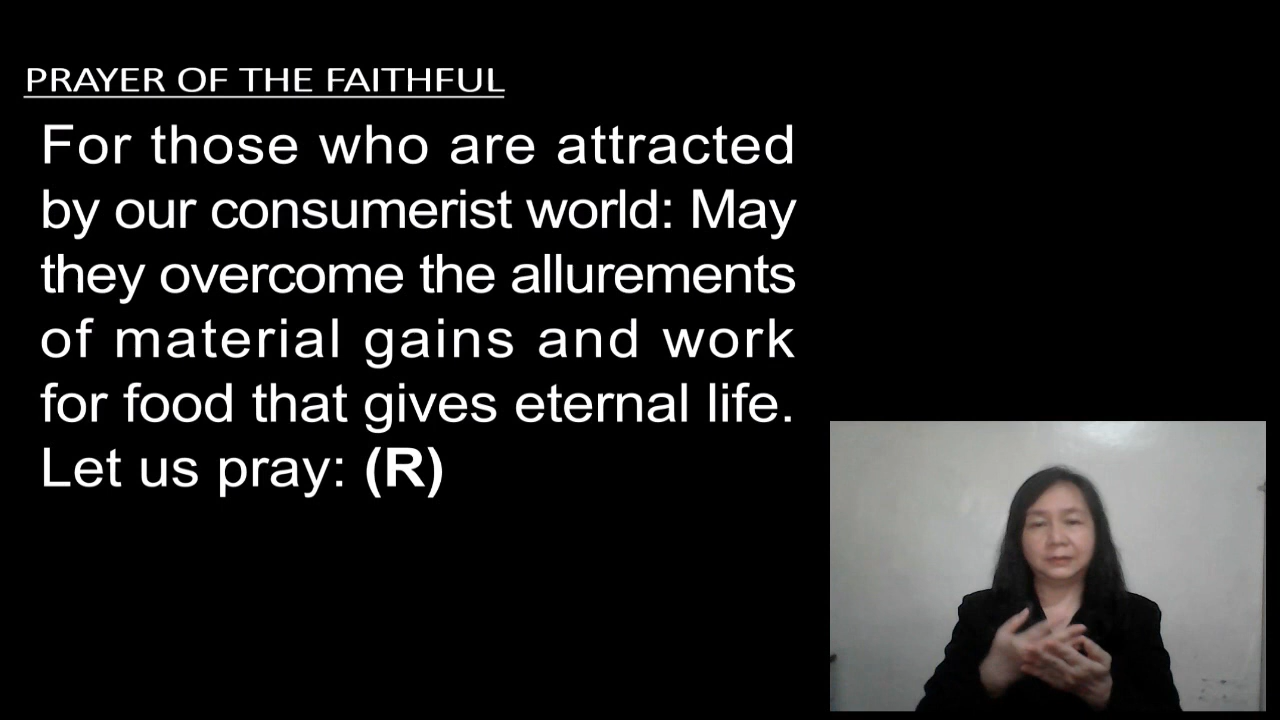 PRAYER OF THE FAITHFUL
For those who are attracted
by our consumerist world: May
they overcome the allurements
of material gains and work
for food that gives eternal life.
Let us pray: (R)